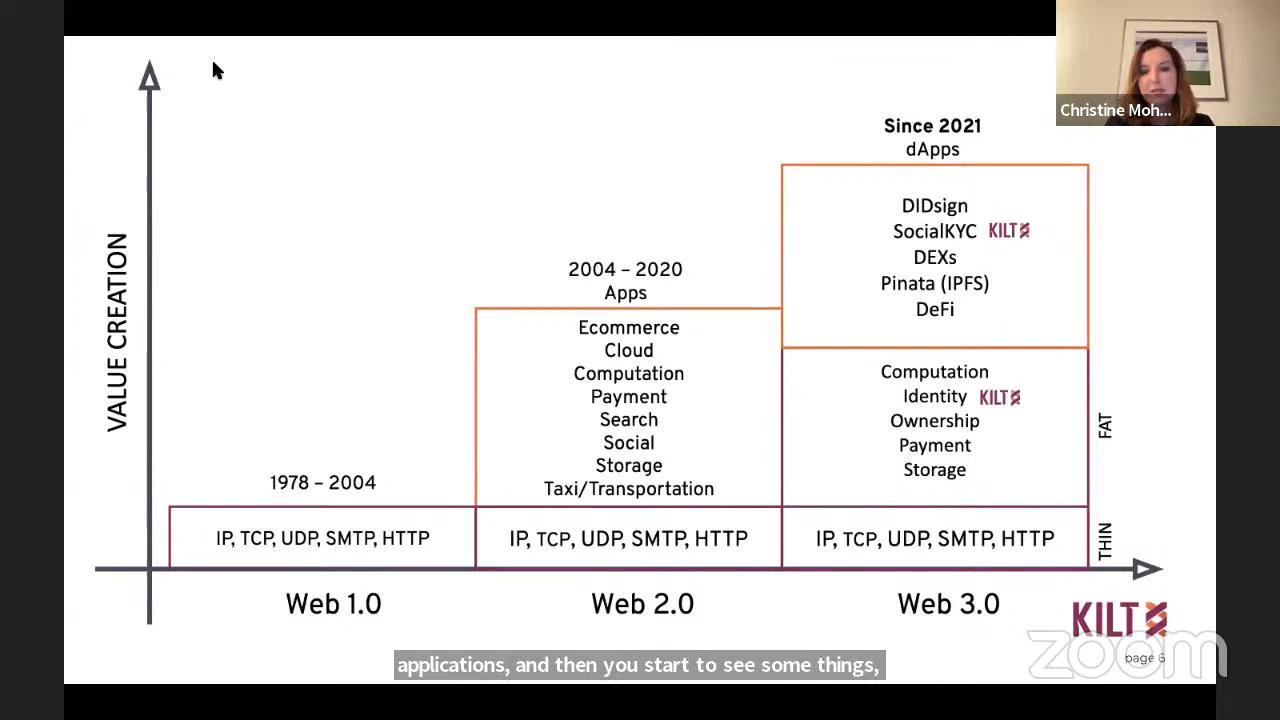 Christine Moh...
Since 2021
dApps
DIDsign
SocialKYC KILT
DEXs
Pinata (IPFS)
DeFi
2004 – 2020
Apps
Ecommerce
Cloud
Computation
Payment
Search
Social
Storage
Taxi/Transportation
Computation
Identity KILT
Ownership
Payment
Storage
1978 – 2004
VALUE CREATION
FAT
THIN
IP, TCP, UDP, SMTP, HTTP
IP, TCP, UDP, SMTP, HTTP
IP, TCP, UDP, SMTP, HTTP
Web 1.0
Web 2.0
Web 3.0
KILT
zoom
page 6
applications, and then you start to see some things,